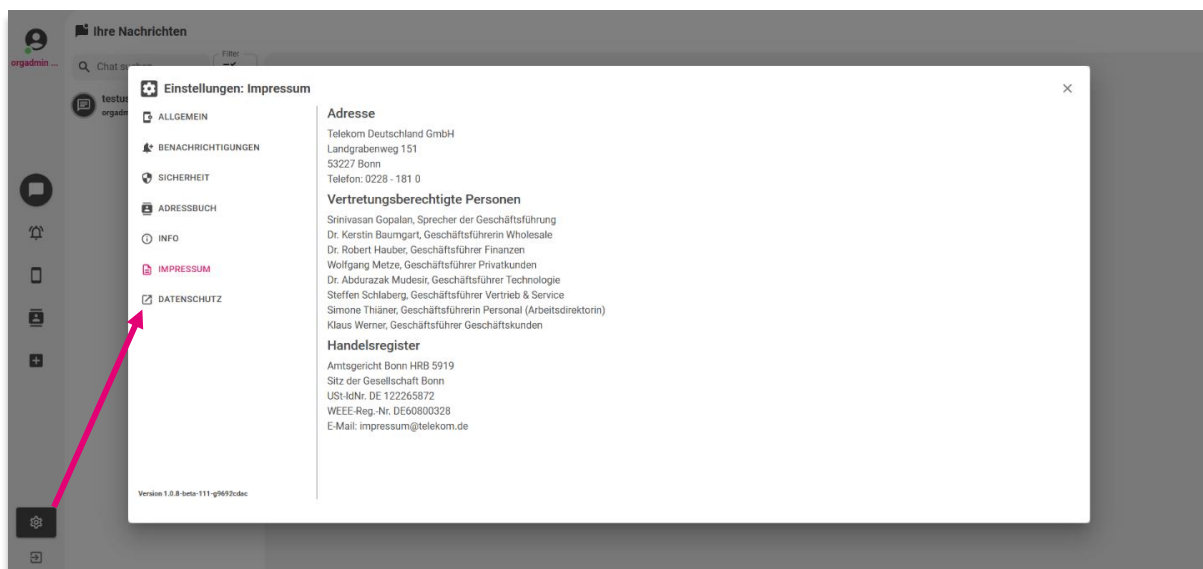 Ihre Nachrichten
orgadmin ...
Chat
Filter
Einstellungen: Impressum
ALLGEMEIN
BENACHRICHTIGUNGEN
SICHERHEIT
ADRESSBUCH
INFO
IMPRESSUM
DATENSCHUTZ
Version 1.0.8-beta-111-g9692cdac
Adresse
Telekom Deutschland GmbH
Landgrabenweg 151
53227 Bonn
Telefon: 0228 - 181 0
Vertretungsberechtigte Personen
Srinivasan Gopalan, Sprecher der Geschäftsführung
Dr. Kerstin Baumgart, Geschäftsführerin Wholesale
Dr. Robert Hauber, Geschäftsführer Finanzen
Wolfgang Metze, Geschäftsführer Privatkunden
Dr. Abdurazak Mudesir, Geschäftsführer Technologie
Steffen Schlaberg, Geschäftsführer Vertrieb & Service
Simone Thiäner, Geschäftsführerin Personal (Arbeitsdirektorin)
Klaus Werner, Geschäftsführer Geschäftskunden
Handelsregister
Amtsgericht Bonn HRB 5919
Sitz der Gesellschaft Bonn
USt-IdNr. DE 122265872
WEEE-Reg.-Nr. DE60800328
E-Mail: impressum@telekom.de